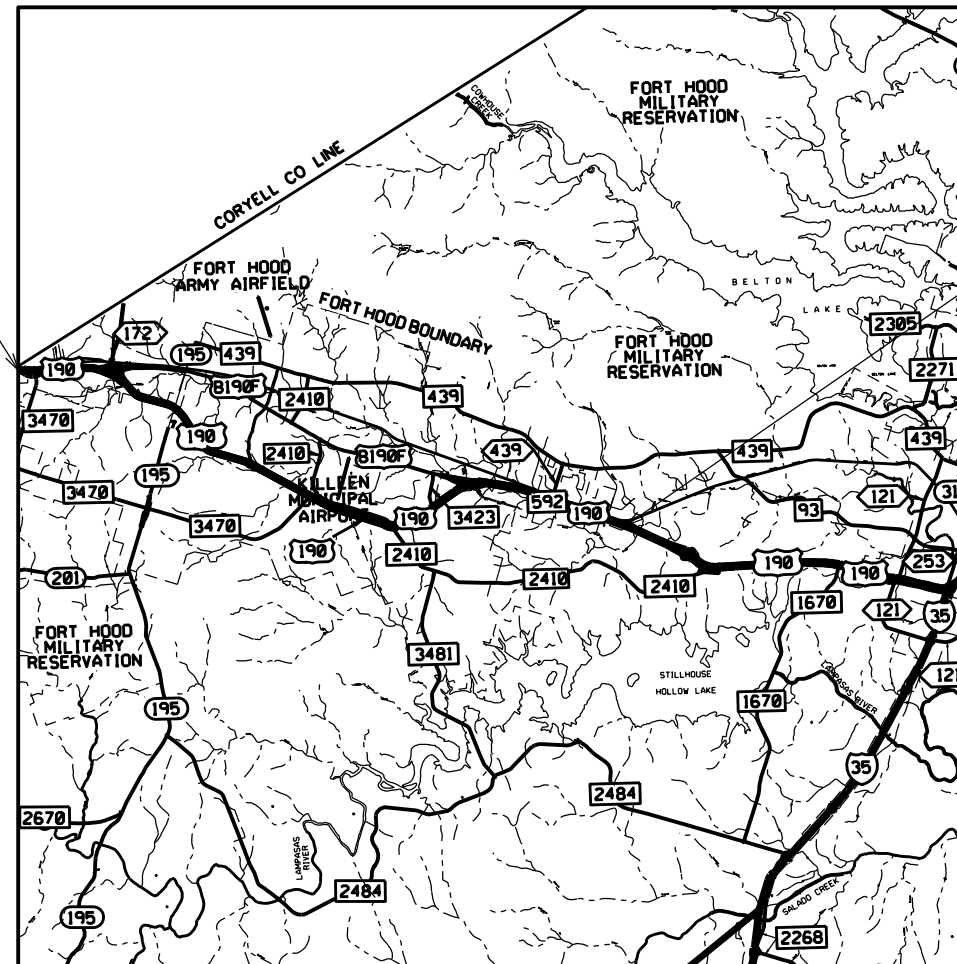 FORT HOOD
MILITARY
RESERVATION
COWHOUSE
CREEK
CORYELL CO LINE
FORT HOOD
ARMY AIRFIELD
BELTON
LAKE
FORT HOOD BOUNDARY
2305
172
195
439
FORT HOOD
MILITARY
RESERVATION
190
B190F
2271
2410
439
3470
190
439
439
2410
B190F
439
195
KILLEEN
MUNICIPAL
AIRPORT
3470
121
31
592
93
190
3423
190
3470
190
2410
253
190
190
201
2410
2410
1670
121
35
FORT HOOD
MILITARY
RESERVATION
3481
STILLHOUSE
HOLLOW LAKE
LAMPASAS RIVER
121
195
1670
35
2484
2670
LAMPASAS
RIVER
2484
SALADO CREEK
195
2268